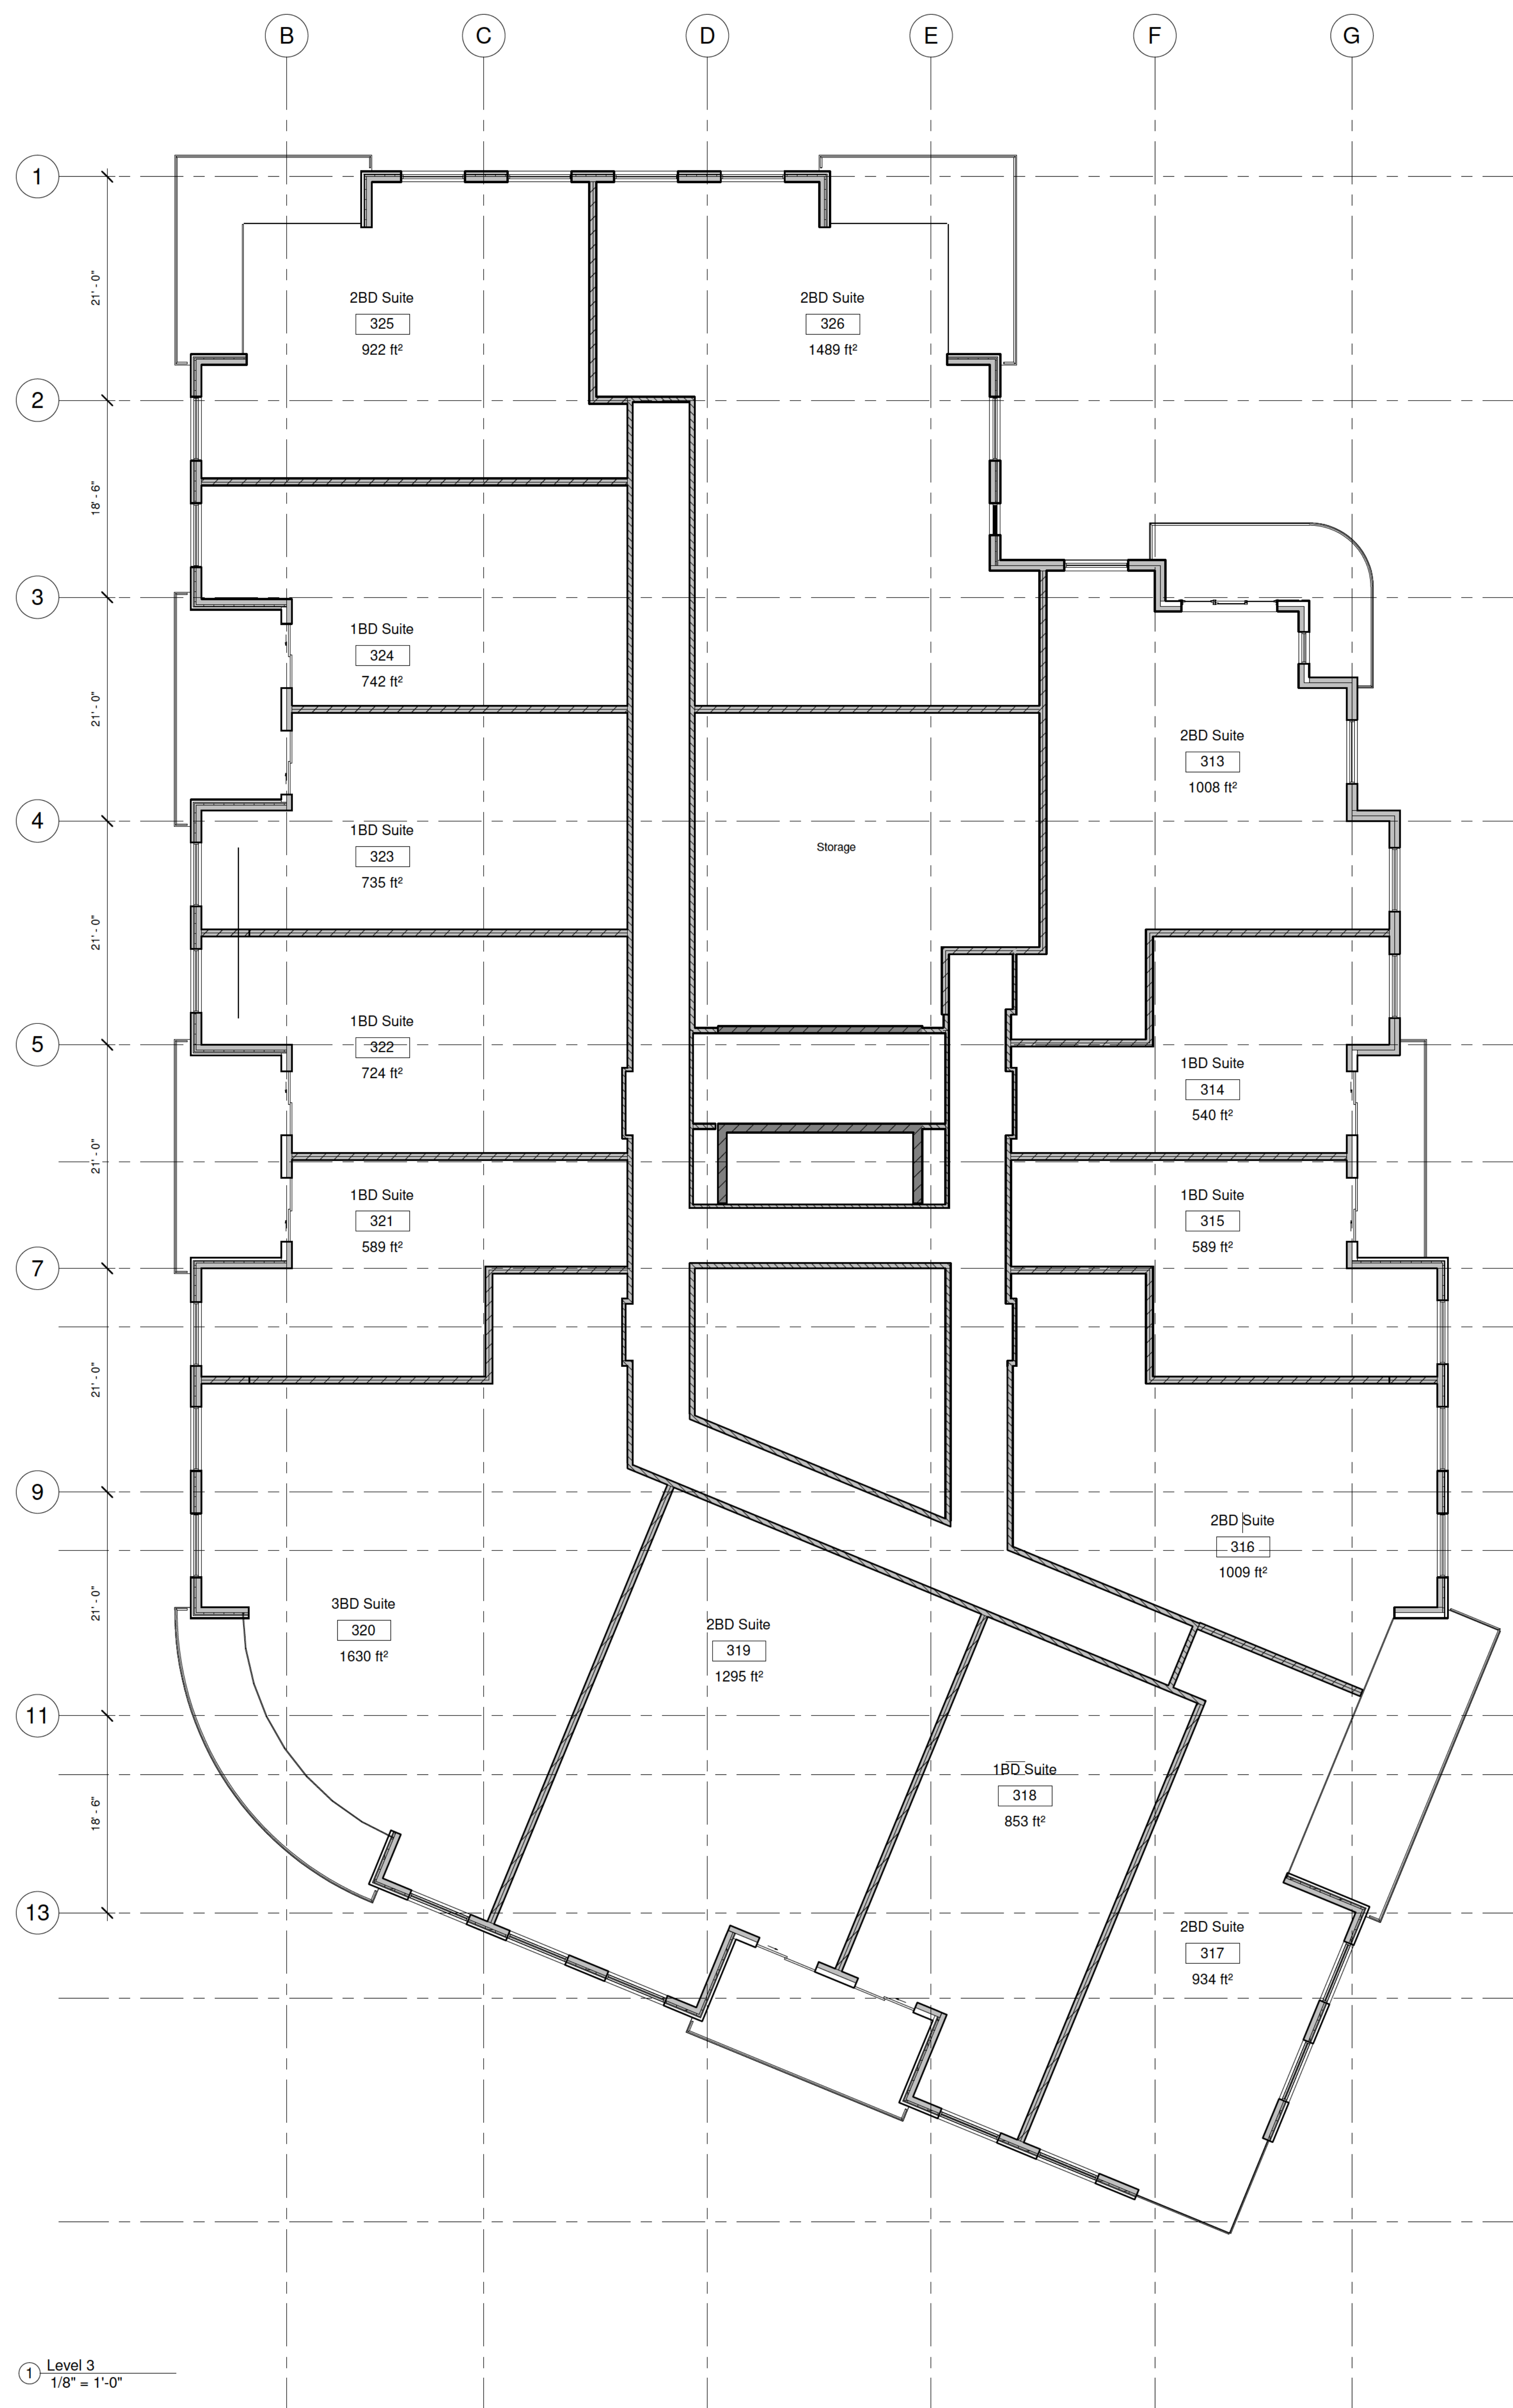 B
C
D
E
F
G
1
21' - 0"
2BD Suite
325
922 ft²
2BD Suite
326
1489 ft²
2
18' - 6"
3
1BD Suite
324
742 ft²
21' - 0"
2BD Suite
313
1008 ft²
4
1BD Suite
323
735 ft²
Storage
21' - 0"
5
1BD Suite
322
724 ft²
1BD Suite
314
540 ft²
21' - 0"
1BD Suite
321
589 ft²
1BD Suite
315
589 ft²
7
21' - 0"
9
2BD Suite
316
1009 ft²
21' - 0"
3BD Suite
320
1630 ft²
2BD Suite
319
1295 ft²
11
18' - 6"
1BD Suite
318
853 ft²
13
2BD Suite
317
934 ft²
1
Level 3
1/8" = 1'-0"